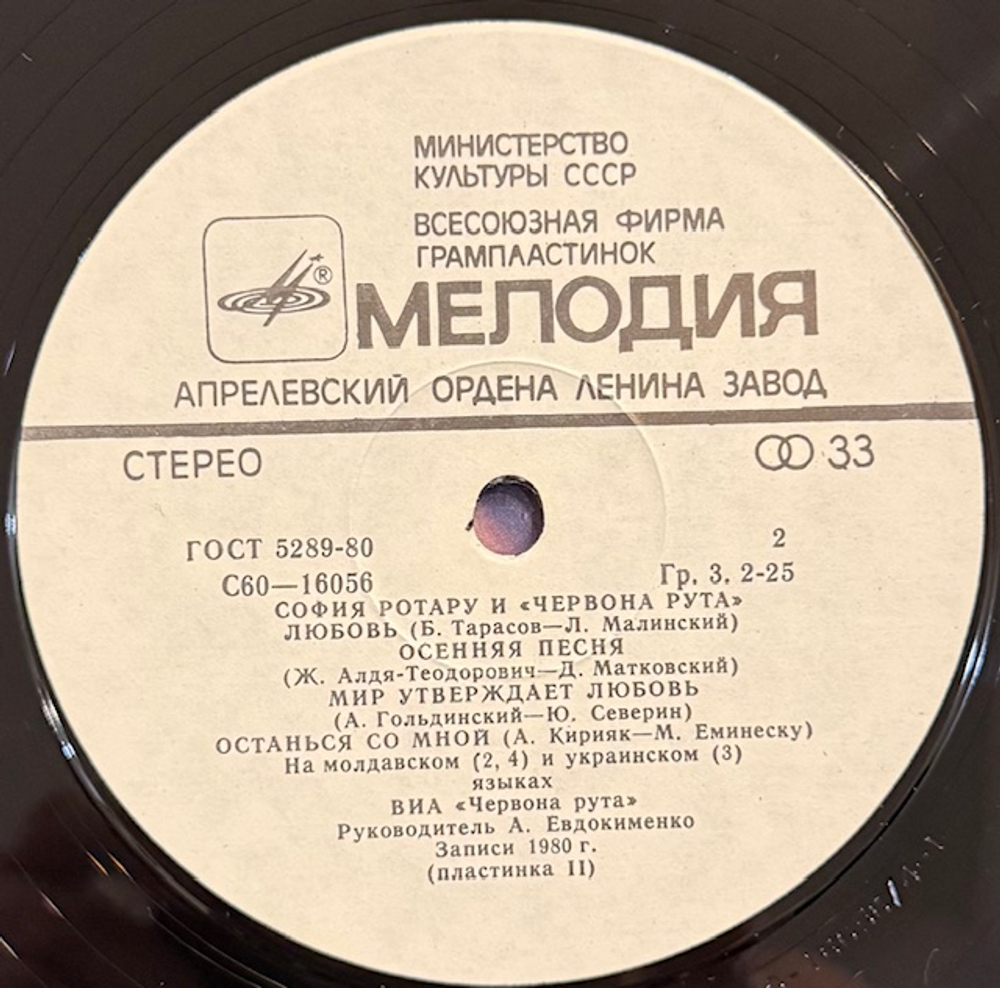 МИНИСТЕРСТВО
КУЛЬТУРЫ СССР
ВСЕСОЮЗНАЯ ФИРМА
ГРАМПЛАСТИНОК
®
МЕЛОДИЯ
АПРЕЛЕВСКИЙ ОРДЕНА ЛЕНИНА ЗАВОД
СТЕРЕО 33
ГОСТ 5289-80 2
С60—16056 Гр. 3. 2-25
СОФИЯ РОТАРУ И «ЧЕРВОНА РУТА»
ЛЮБОВЬ (Б. Тарасов—Л. Малинский)
ОСЕННЯЯ ПЕСНЯ
(Ж. Алдя-Теодорович—Д. Матковский)
МИР УТВЕРЖДАЕТ ЛЮБОВЬ
(А. Гольдинский—Ю. Северин)
ОСТАНЬСЯ СО МНОЙ (А. Кирияк—М. Еминеску)
На молдавском (2, 4) и украинском (3)
языках
ВИА «Червона рута»
Руководитель А. Евдокименко
Записи 1980 г.
(пластинка II)